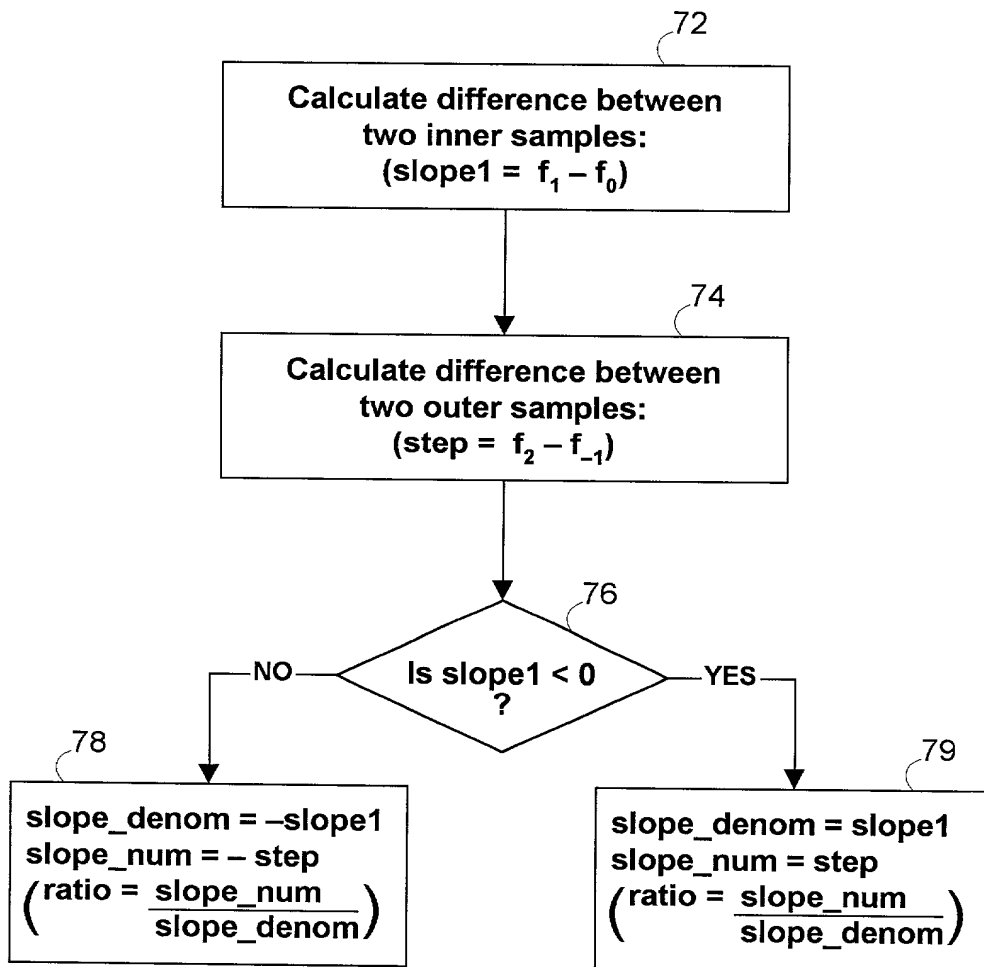 72
Calculate difference between
two inner samples:
(slope1 = f₁ – f₀)
74
Calculate difference between
two outer samples:
(step = f₂ – f₋₁)
76
Is slope1 < 0
?
NO
YES
78
slope_denom = –slope1
slope_num = – step
(ratio = slope_num
slope_denom)
79
slope_denom = slope1
slope_num = step
(ratio = slope_num
slope_denom)